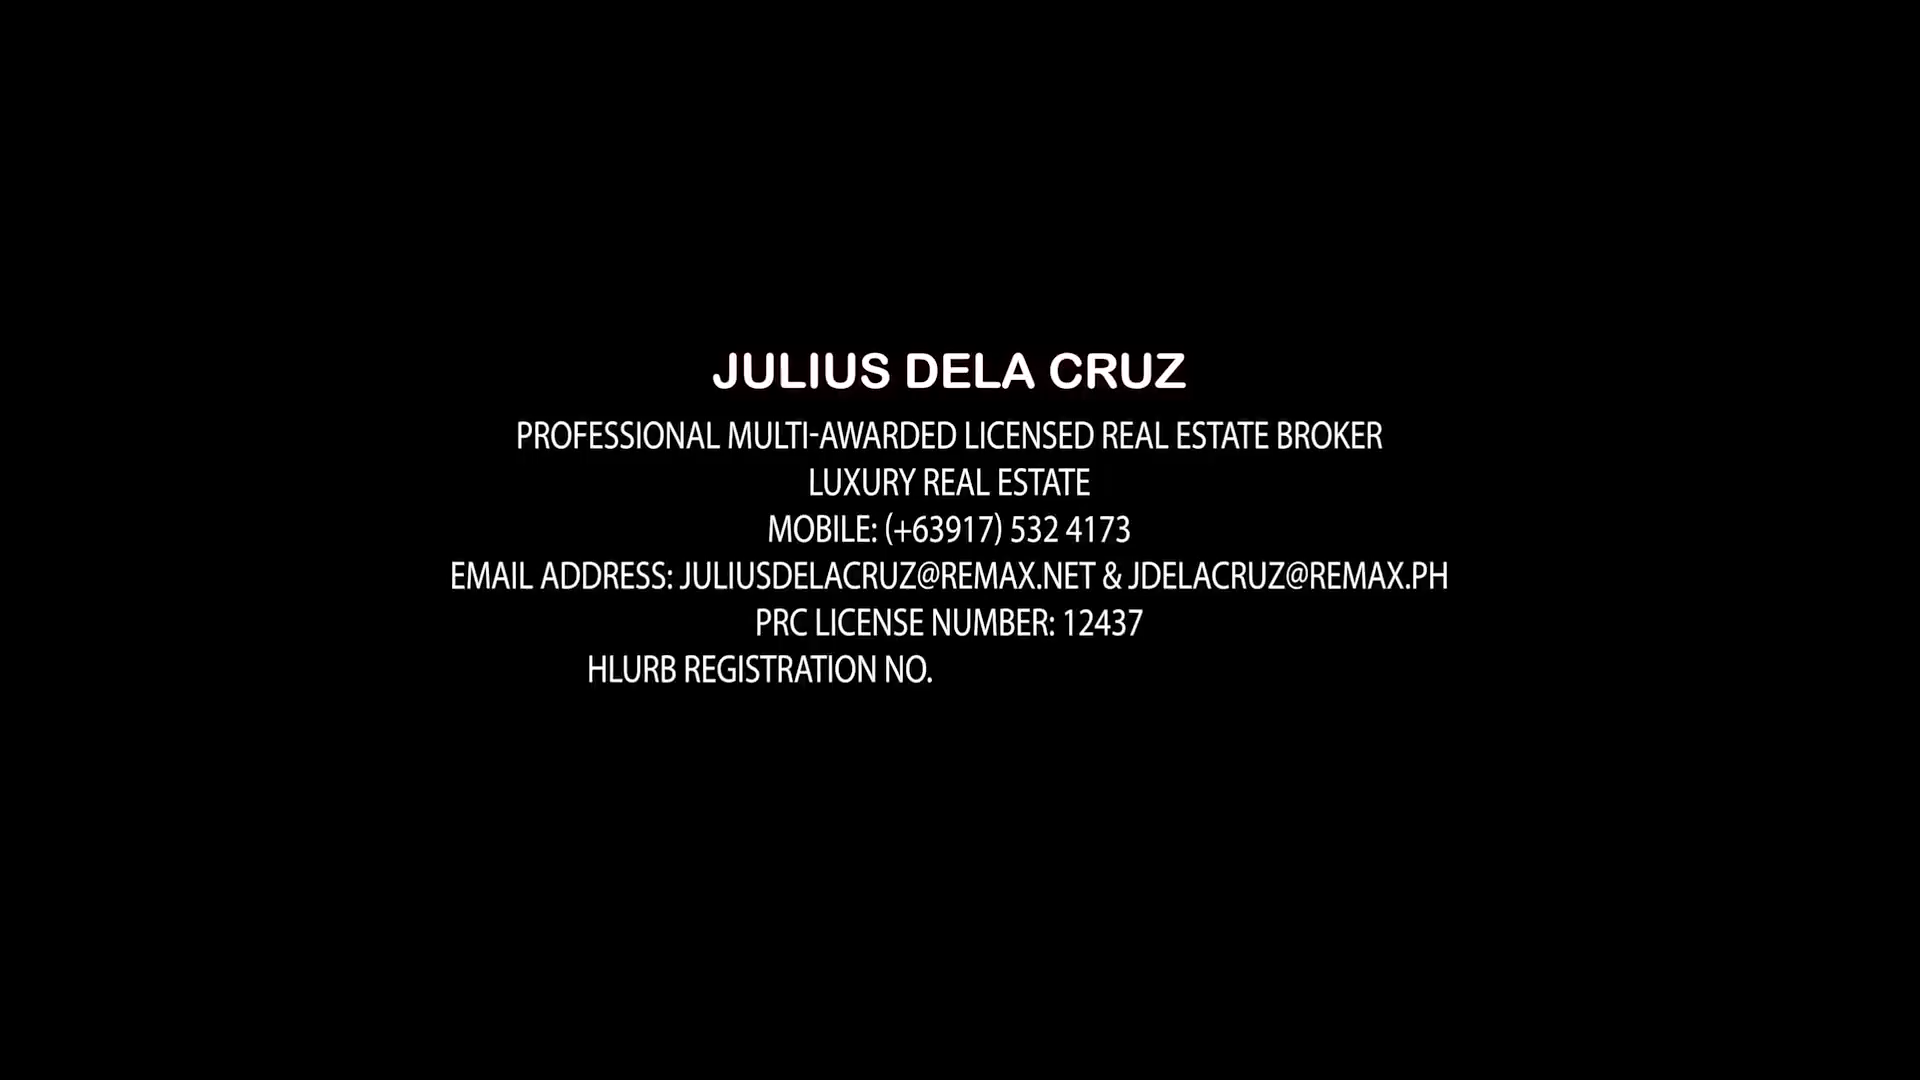 JULIUS DELA CRUZ
PROFESSIONAL MULTI-AWARDED LICENSED REAL ESTATE BROKER
LUXURY REAL ESTATE
MOBILE: (+63917) 532 4173
EMAIL ADDRESS: JULIUSDELACRUZ@REMAX.NET & JDELACRUZ@REMAX.PH
PRC LICENSE NUMBER: 12437
HLURB REGISTRATION NO.